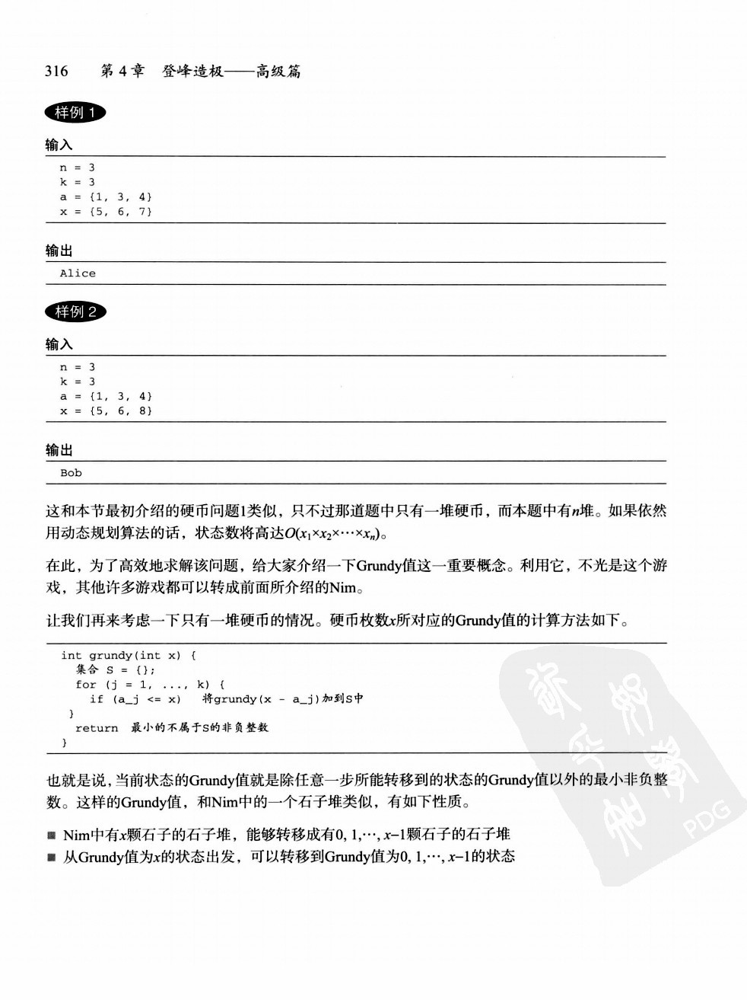 316 第4章 登峰造极——高级篇
样例 1
输入
n = 3
k = 3
a = {1, 3, 4}
x = {5, 6, 7}
输出
Alice
样例 2
输入
n = 3
k = 3
a = {1, 3, 4}
x = {5, 6, 8}
输出
Bob
这和本节最初介绍的硬币问题1类似，只不过那道题中只有一堆硬币，而本题中有n堆。如果依然
用动态规划算法的话，状态数将高达O(x₁×x₂×⋯×xₙ)。
在此，为了高效地求解该问题，给大家介绍一下Grundy值这一重要概念。利用它，不光是这个游
戏，其他许多游戏都可以转成前面所介绍的Nim。
让我们再来考虑一下只有一堆硬币的情况。硬币枚数x所对应的Grundy值的计算方法如下。
int grundy(int x) {
集合 S = {};
for (j = 1, ..., k) {
if (a_j <= x) 将grundy(x - a_j)加到S中
}
return 最小的不属于S的非负整数
}
也就是说，当前状态的Grundy值就是除任意一步所能转移到的状态的Grundy值以外的最小非负整
数。这样的Grundy值，和Nim中的一个石子堆类似，有如下性质。
■ Nim中有x颗石子的石子堆，能够转移成有0, 1,⋯, x–1颗石子的石子堆
■ 从Grundy值为x的状态出发，可以转移到Grundy值为0, 1,⋯, x–1的状态
PDG